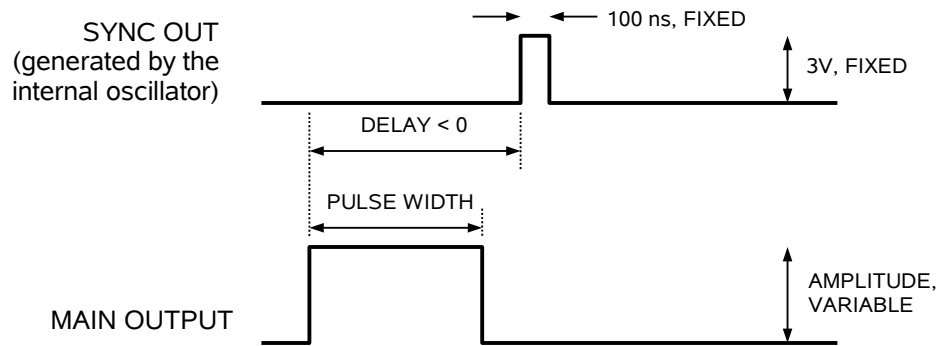 SYNC OUT
(generated by the
internal oscillator)
100 ns, FIXED
3V, FIXED
DELAY < 0
PULSE WIDTH
AMPLITUDE,
VARIABLE
MAIN OUTPUT